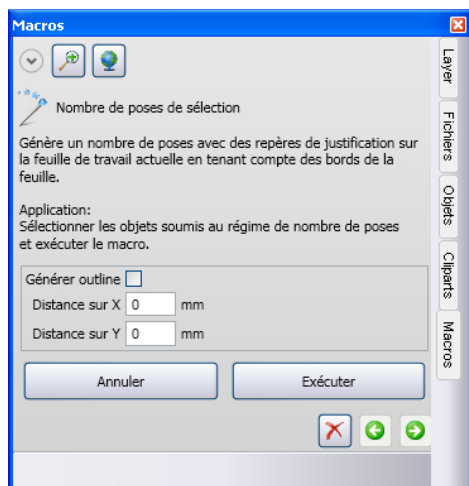 Macros
Nombre de poses de sélection
Génère un nombre de poses avec des repères de justification sur
la feuille de travail actuelle en tenant compte des bords de la
feuille.
Application:
Sélectionner les objets soumis au régime de nombre de poses
et exécuter le macro.
Générer outline
Distance sur X 0 mm
Distance sur Y 0 mm
Annuler Exécuter
Layer
Fichiers
Objets
Cliparts
Macros